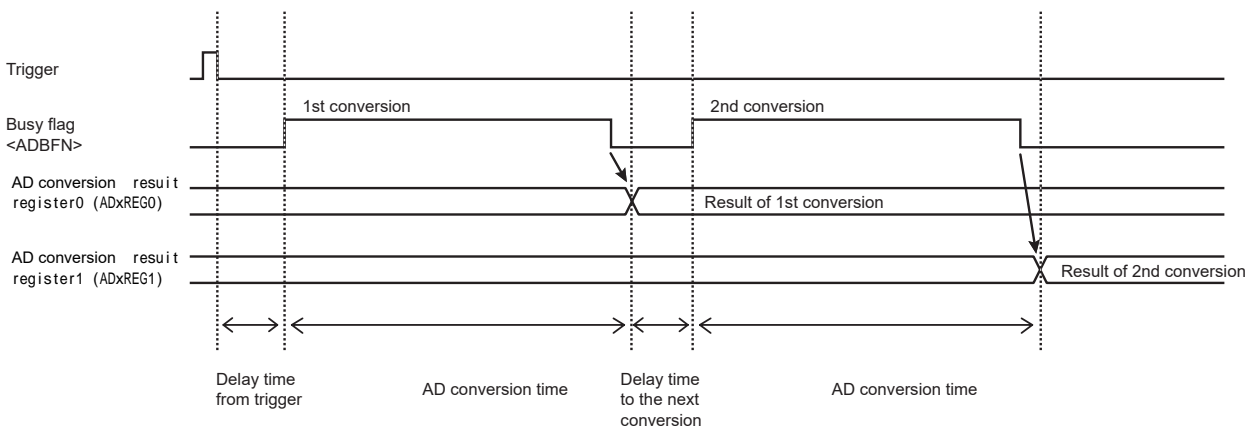 Trigger
1st conversion
2nd conversion
Busy flag
<ADBFN>
AD conversion resuit
register0 (ADxREG0)
Result of 1st conversion
AD conversion resuit
register1 (ADxREG1)
Result of 2nd conversion
Delay time
from trigger
AD conversion time
Delay time
to the next
conversion
AD conversion time